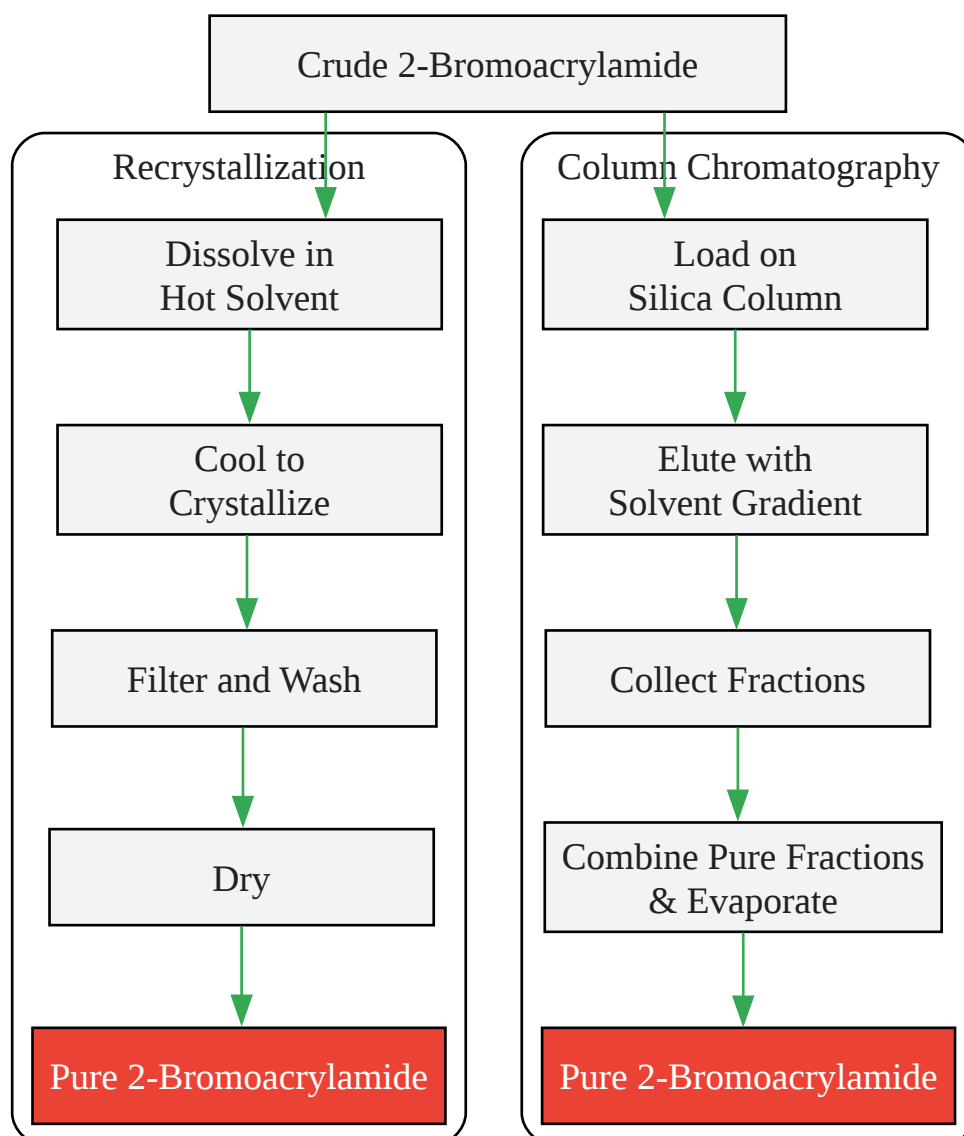 Crude 2-Bromoacrylamide
Recrystallization
Dissolve in
Hot Solvent
Cool to
Crystallize
Filter and Wash
Dry
Pure 2-Bromoacrylamide
Column Chromatography
Load on
Silica Column
Elute with
Solvent Gradient
Collect Fractions
Combine Pure Fractions
& Evaporate
Pure 2-Bromoacrylamide